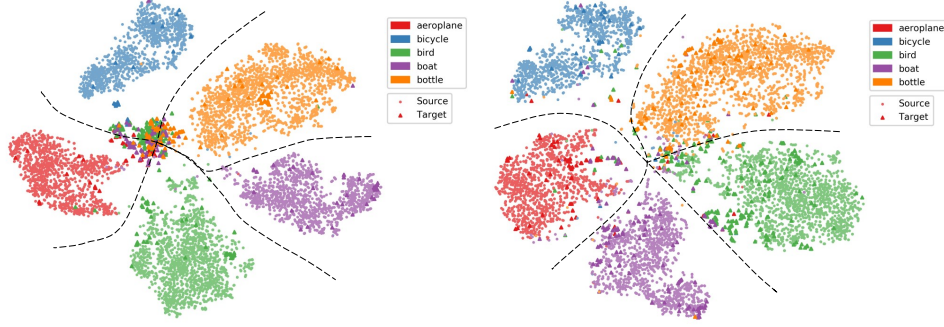 aeroplane
bicycle
bird
boat
bottle
Source
Target
aeroplane
bicycle
bird
boat
bottle
Source
Target